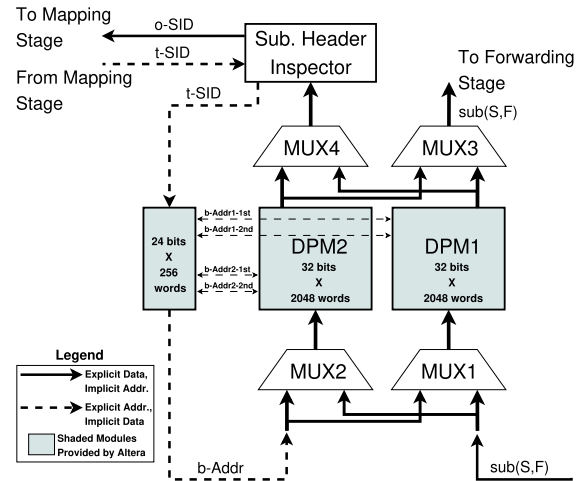 To Mapping
Stage
o-SID
t-SID
From Mapping
Stage
t-SID
Sub. Header
Inspector
To Forwarding
Stage
sub(S,F)
MUX4
MUX3
b-Addr1-1st
b-Addr1-2nd
b-Addr2-1st
b-Addr2-2nd
24 bits
X
256
words
DPM2
32 bits
X
2048 words
DPM1
32 bits
X
2048 words
MUX2
MUX1
Legend
Explicit Data,
Implicit Addr.
Explicit Addr.,
Implicit Data
Shaded Modules
Provided by Altera
b-Addr
sub(S,F)